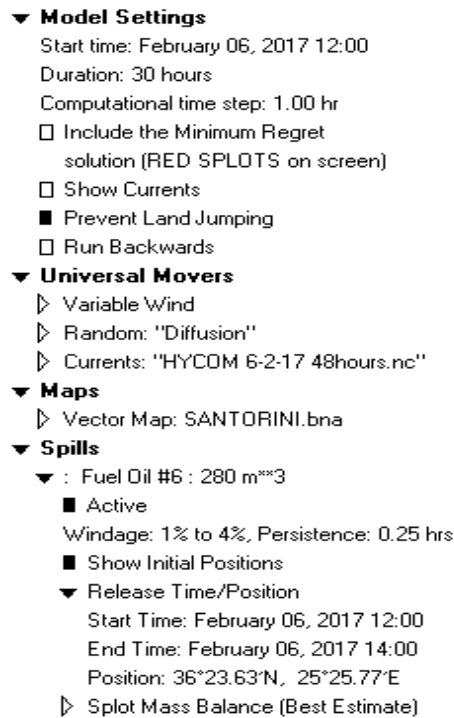 Model Settings
Start time: February 06, 2017 12:00
Duration: 30 hours
Computational time step: 1.00 hr
Include the Minimum Regret
solution (RED SPLOTS on screen)
Show Currents
Prevent Land Jumping
Run Backwards
Universal Movers
Variable Wind
Random: "Diffusion"
Currents: "HYCOM 6-2-17 48hours.nc"
Maps
Vector Map: SANTORINI.bna
Spills
: Fuel Oil #6 : 280 m**3
Active
Windage: 1% to 4%, Persistence: 0.25 hrs
Show Initial Positions
Release Time/Position
Start Time: February 06, 2017 12:00
End Time: February 06, 2017 14:00
Position: 36°23.63'N, 25°25.77'E
Splot Mass Balance (Best Estimate)